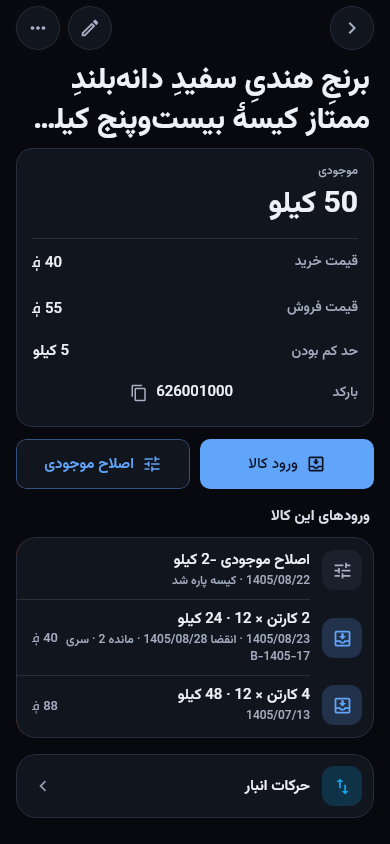 برنجِ هندیِ سفیدِ دانه‌بلندِ
ممتاز کیسهٔ بیست‌وپنج کیل...
موجودی
50 کیلو
قیمت خرید
40 ؋
قیمت فروش
55 ؋
حد کم بودن
5 کیلو
بارکد
626001000
ورود کالا
اصلاح موجودی
ورودهای این کالا
اصلاح موجودی -2 کیلو
1405/08/22 · کیسه پاره شد
2 کارتن × 12 · 24 کیلو
1405/08/23 · انقضا 1405/08/28 · مانده 2 · سری
B-1405-17
40 ؋
4 کارتن × 12 · 48 کیلو
1405/07/13
88 ؋
حرکات انبار